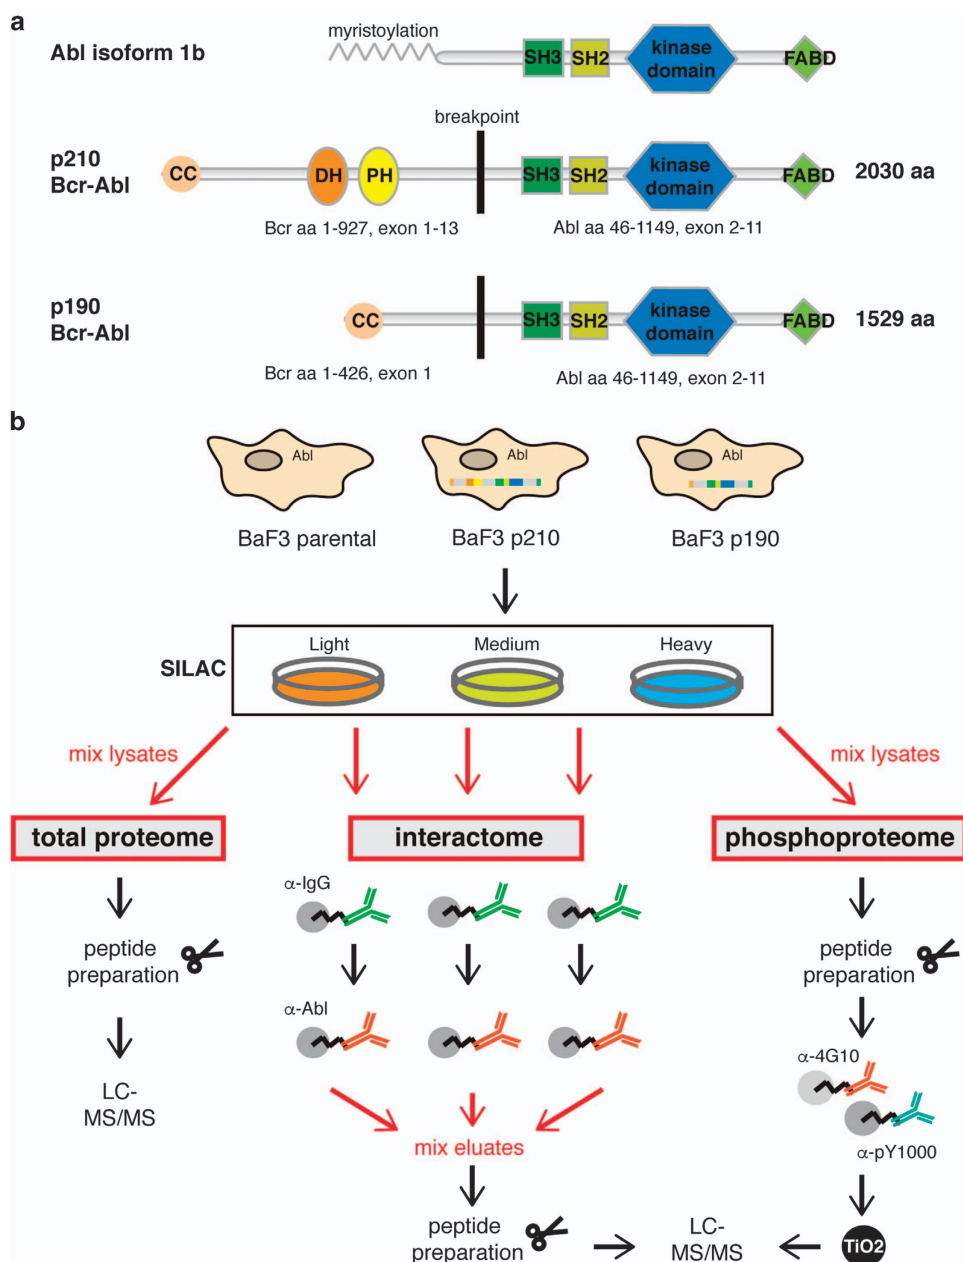 a
myristoylation
Abl isoform 1b
SH3 SH2 kinase domain FABD
breakpoint
p210
Bcr-Abl
CC DH PH SH3 SH2 kinase domain FABD
2030 aa
Bcr aa 1-927, exon 1-13
Abl aa 46-1149, exon 2-11
p190
Bcr-Abl
CC SH3 SH2 kinase domain FABD
1529 aa
Bcr aa 1-426, exon 1
Abl aa 46-1149, exon 2-11
b
Abl Abl Abl
BaF3 parental BaF3 p210 BaF3 p190
SILAC
Light Medium Heavy
mix lysates
mix lysates
total proteome
interactome
phosphoproteome
α-IgG
peptide
preparation
peptide
preparation
α-Abl
α-4G10
LC-
MS/MS
mix eluates
α-pY1000
peptide
preparation
LC-
MS/MS
TiO2